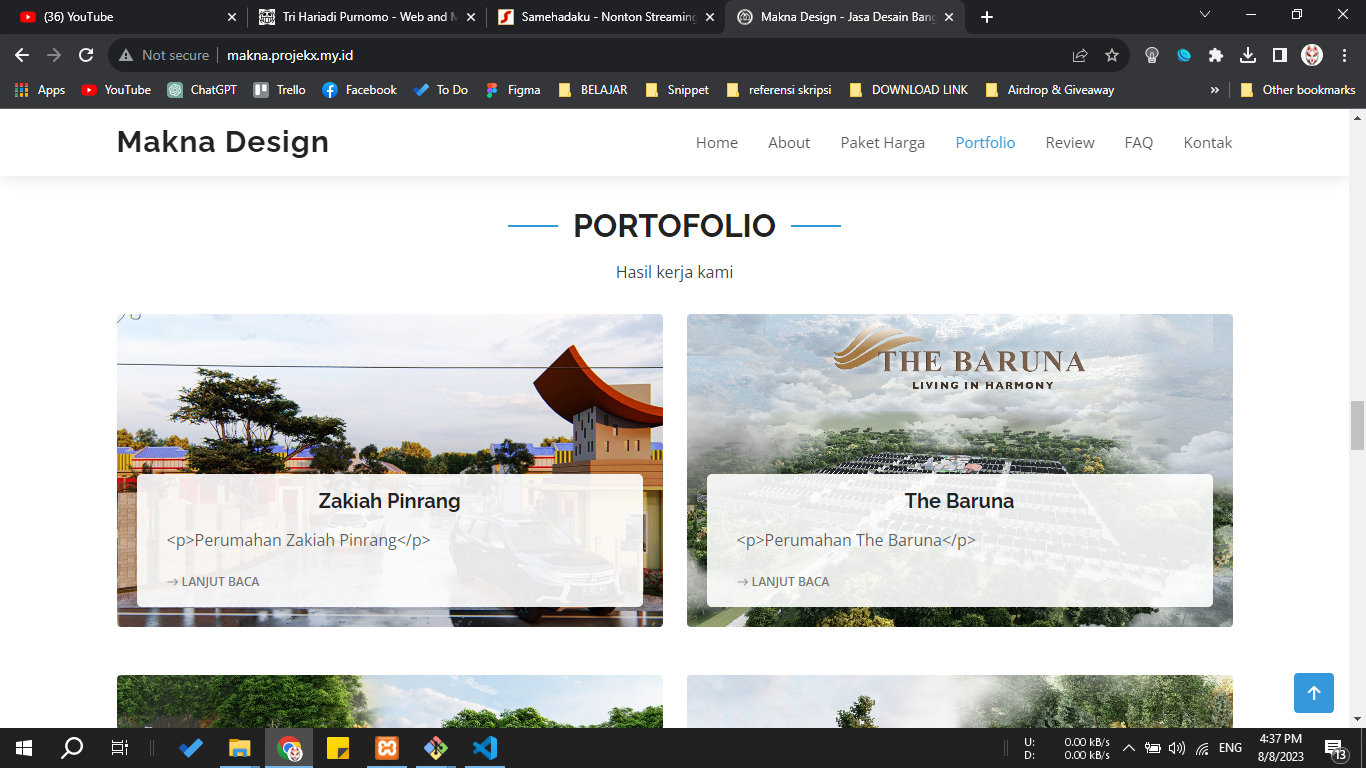 (36) YouTube
Tri Hariadi Purnomo - Web and M
Samehadaku - Nonton Streaming
Makna Design - Jasa Desain Bang
Not secure
makna.projekx.my.id
Apps
YouTube
ChatGPT
Trello
Facebook
To Do
Figma
BELAJAR
Snippet
referensi skripsi
DOWNLOAD LINK
Airdrop & Giveaway
»
Other bookmarks
Makna Design
Home
About
Paket Harga
Portfolio
Review
FAQ
Kontak
PORTOFOLIO
Hasil kerja kami
THE BARUNA
LIVING IN HARMONY
Zakiah Pinrang
<p>Perumahan Zakiah Pinrang</p>
→ LANJUT BACA
The Baruna
<p>Perumahan The Baruna</p>
→ LANJUT BACA
U: 0.00 kB/s
D: 0.00 kB/s
ENG
4:37 PM
8/8/2023
13